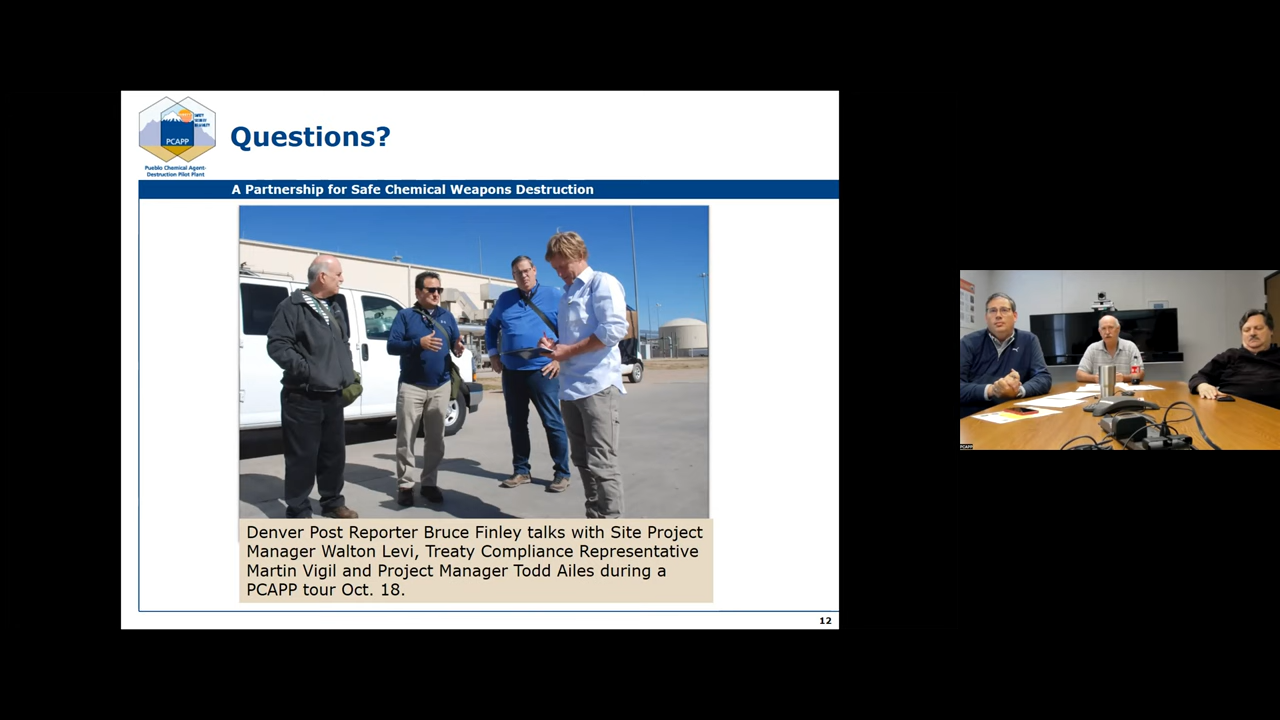 PCAPP
Pueblo Chemical Agent-
Destruction Pilot Plant
Questions?
A Partnership for Safe Chemical Weapons Destruction
Denver Post Reporter Bruce Finley talks with Site Project
Manager Walton Levi, Treaty Compliance Representative
Martin Vigil and Project Manager Todd Ailes during a
PCAPP tour Oct. 18.
12
PCAPP